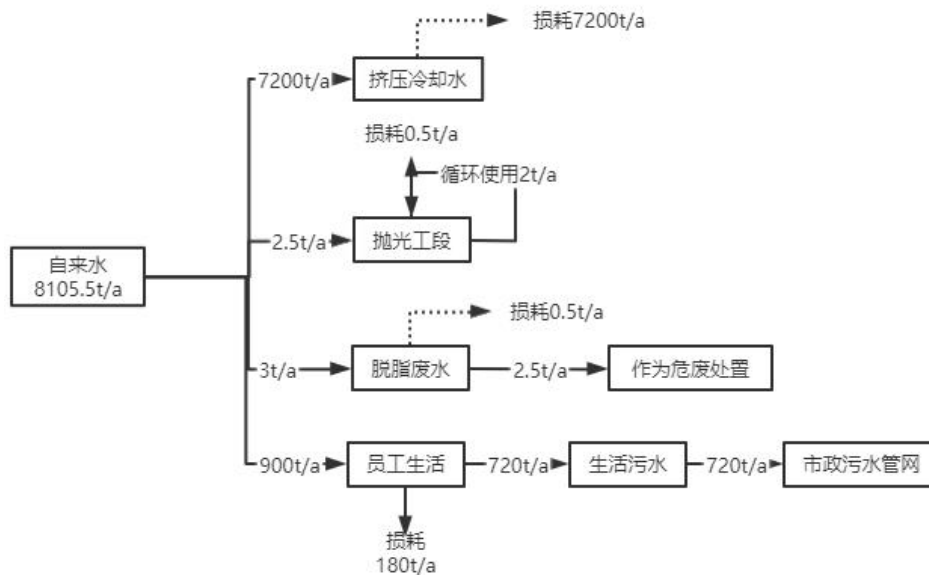 损耗7200t/a
7200t/a
挤压冷却水
损耗0.5t/a
循环使用2t/a
2.5t/a
抛光工段
自来水
8105.5t/a
损耗0.5t/a
3t/a
脱脂废水
2.5t/a
作为危废处置
900t/a
员工生活
720t/a
生活污水
720t/a
市政污水管网
损耗
180t/a